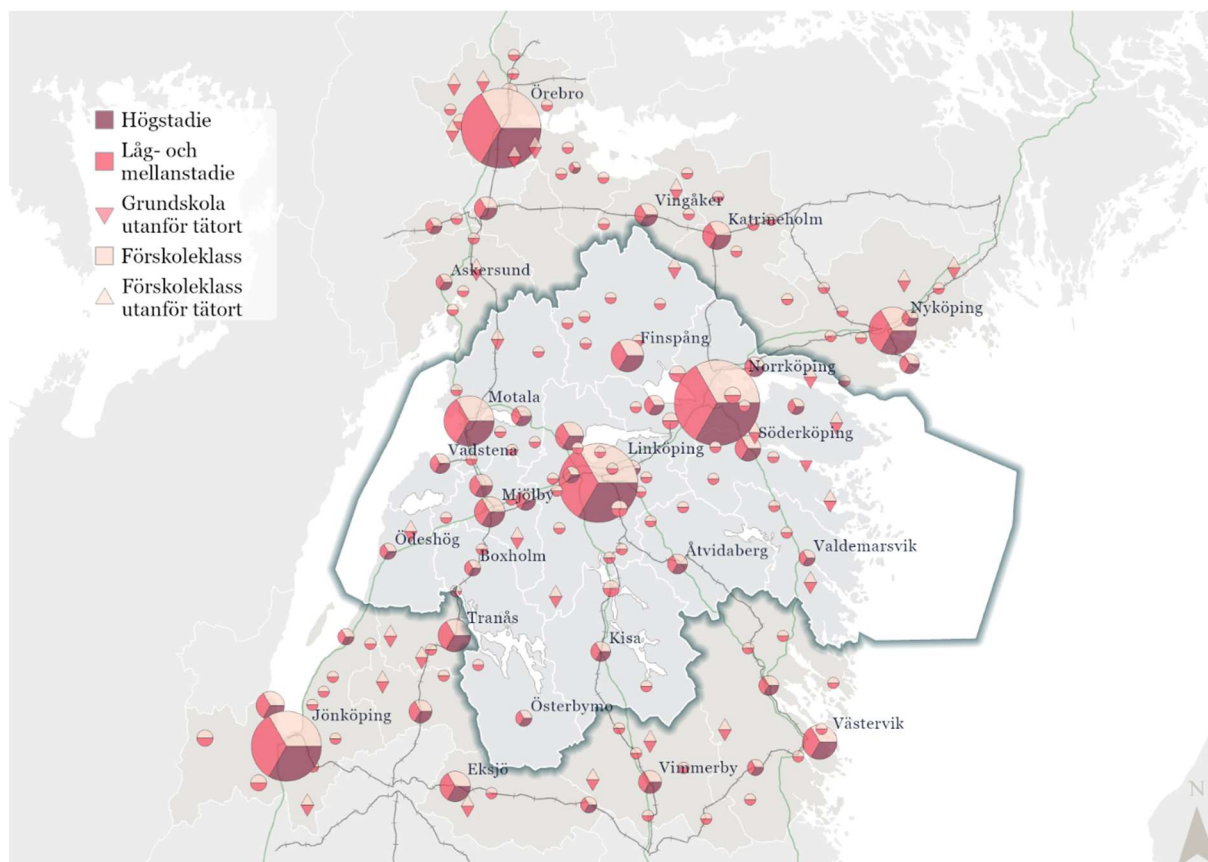 Högstadie
Låg- och
mellanstadie
Grundskola
utanför tätort
Förskoleklass
Förskoleklass
utanför tätort
Örebro
Vingåker
Katrineholm
Askersund
Nyköping
Finspång
Norrköping
Motala
Söderköping
Linköping
Vadstena
Mjölby
Ödeshög
Boxholm
Åtvidaberg
Valdemarsvik
Tranås
Kisa
Österbymo
Jönköping
Västervik
Eksjö
Vimmerby
N